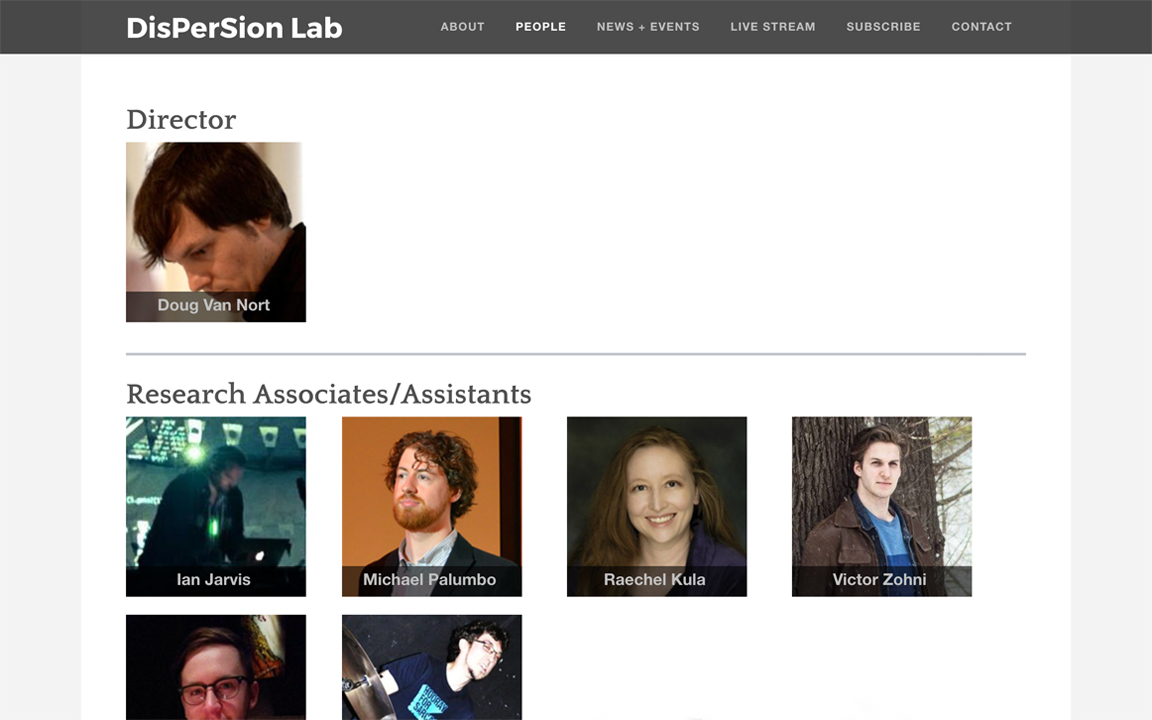 DisPerSion Lab
ABOUT
PEOPLE
NEWS + EVENTS
LIVE STREAM
SUBSCRIBE
CONTACT
Director
Doug Van Nort
Research Associates/Assistants
Ian Jarvis
Michael Palumbo
Raechel Kula
Victor Zohni